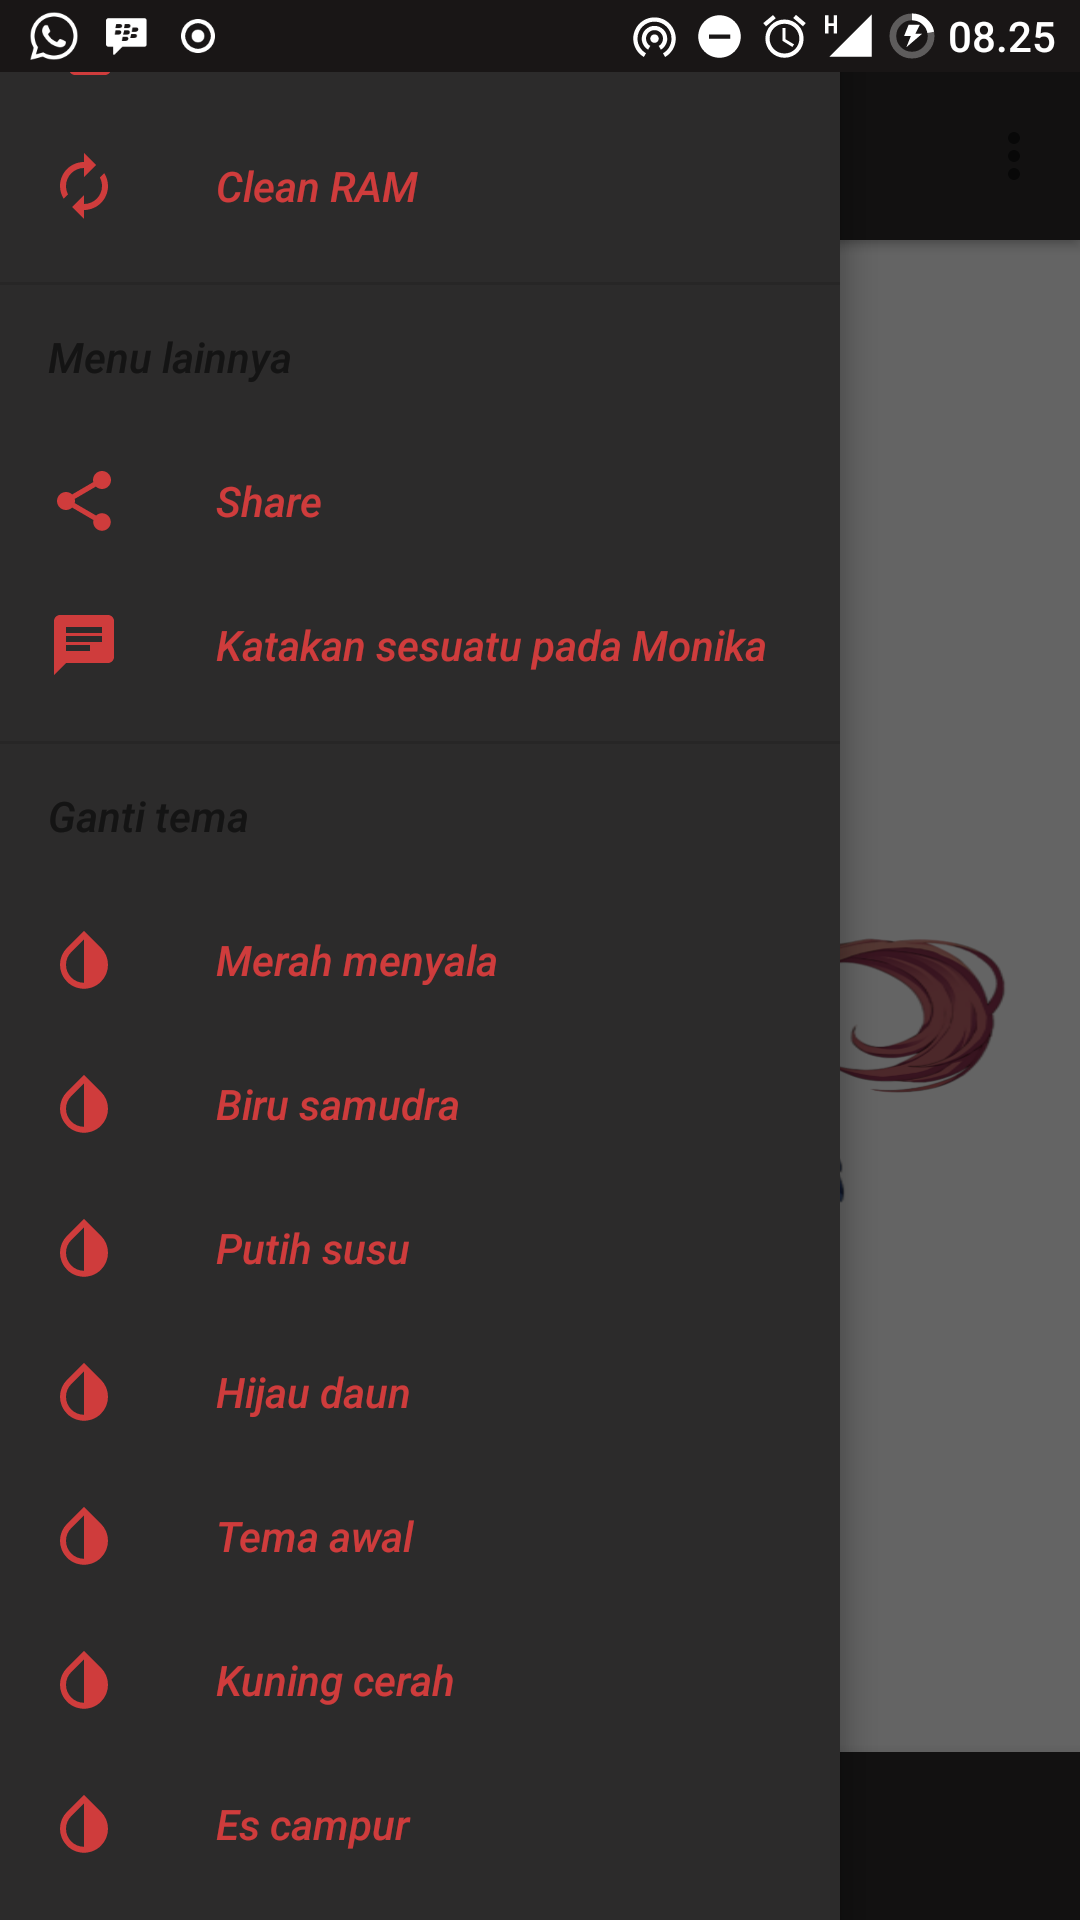 H
08.25
Clean RAM
Menu lainnya
Share
Katakan sesuatu pada Monika
Ganti tema
Merah menyala
Biru samudra
Putih susu
Hijau daun
Tema awal
Kuning cerah
Es campur